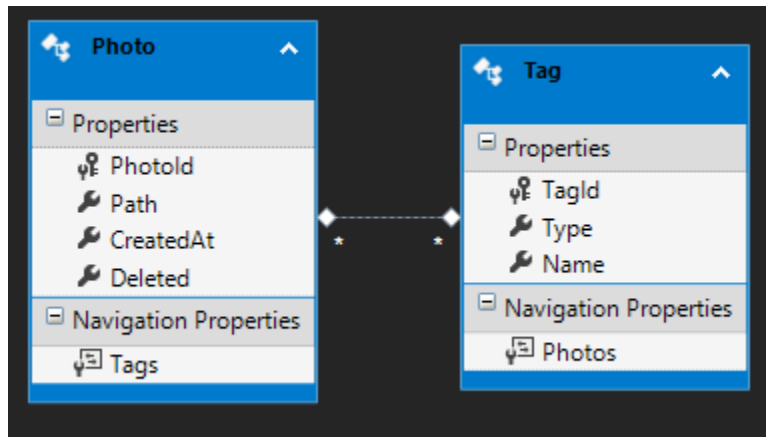 Photo
Properties
PhotoId
Path
CreatedAt
Deleted
Navigation Properties
Tags
* *
Tag
Properties
TagId
Type
Name
Navigation Properties
Photos